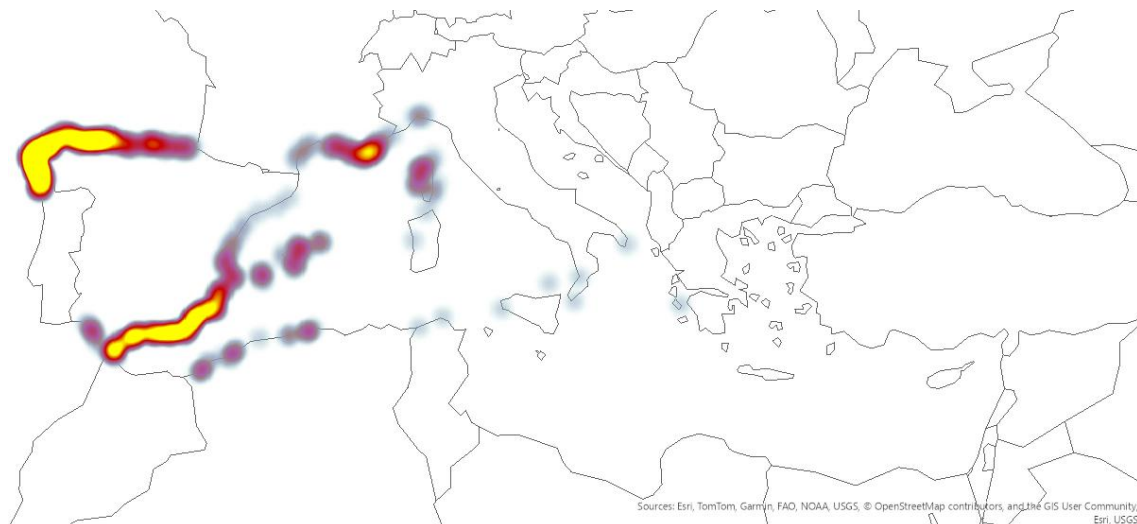 Sources: Esri, TomTom, Garmin, FAO, NOAA, USGS, © OpenStreetMap contributors, and the GIS User Community,
Esri, USGS